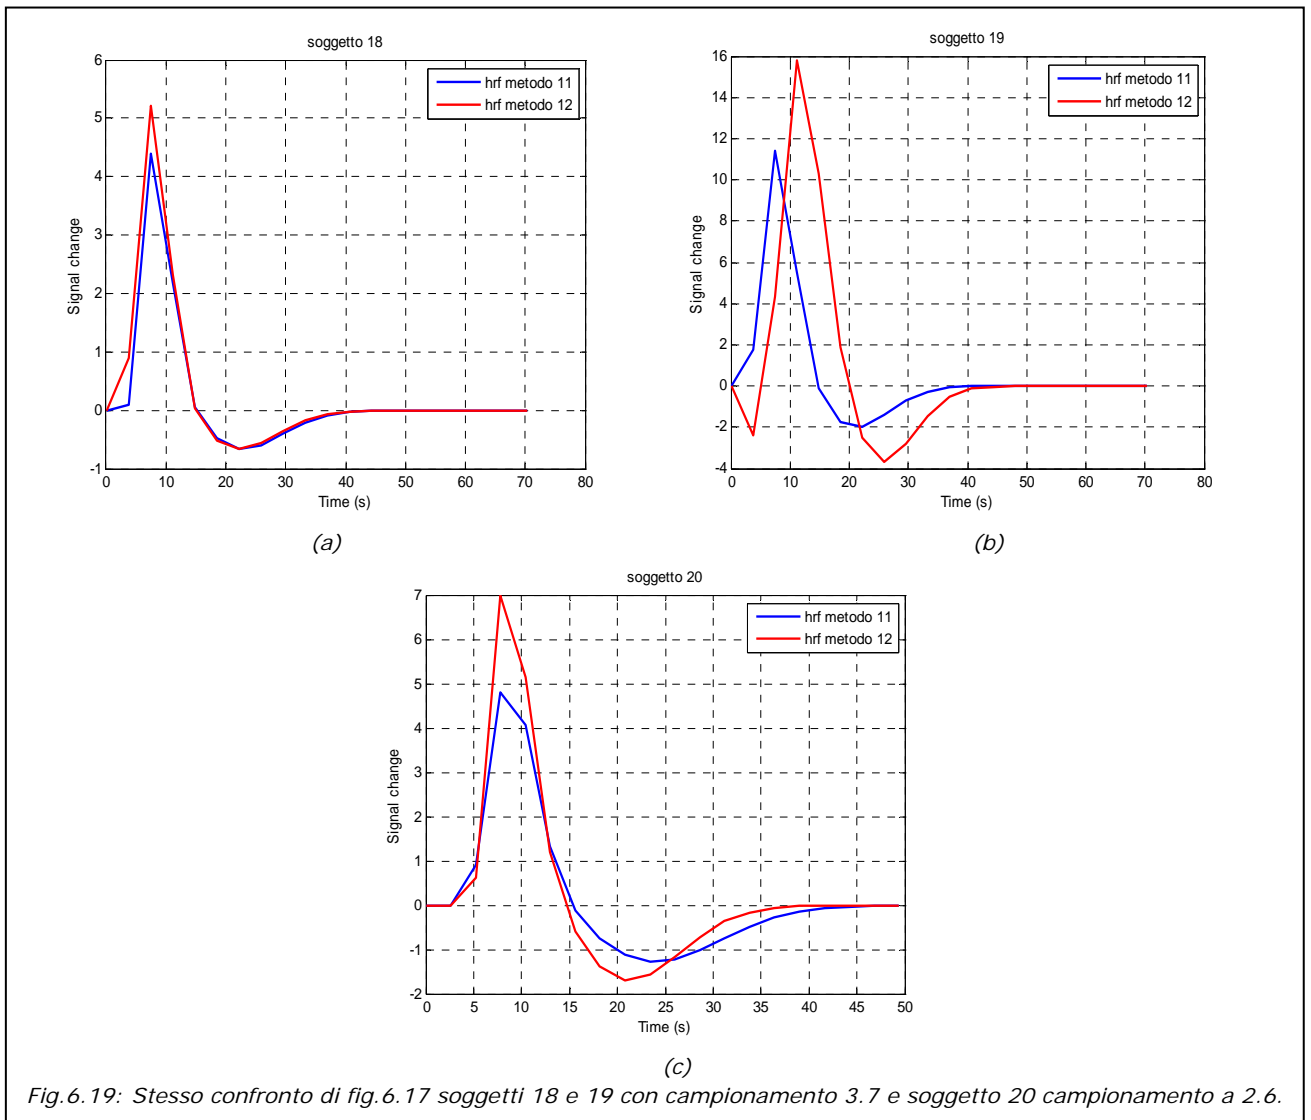 soggetto 18
6
5
4
3
2
1
0
-1
Signal change
hrf metodo 11
hrf metodo 12
0 10 20 30 40 50 60 70 80
Time (s)
(a)
soggetto 19
16
14
12
10
8
6
4
2
0
-2
-4
Signal change
hrf metodo 11
hrf metodo 12
0 10 20 30 40 50 60 70 80
Time (s)
(b)
soggetto 20
7
6
5
4
3
2
1
0
-1
-2
Signal change
hrf metodo 11
hrf metodo 12
0 5 10 15 20 25 30 35 40 45 50
Time (s)
(c)
Fig.6.19: Stesso confronto di fig.6.17 soggetti 18 e 19 con campionamento 3.7 e soggetto 20 campionamento a 2.6.